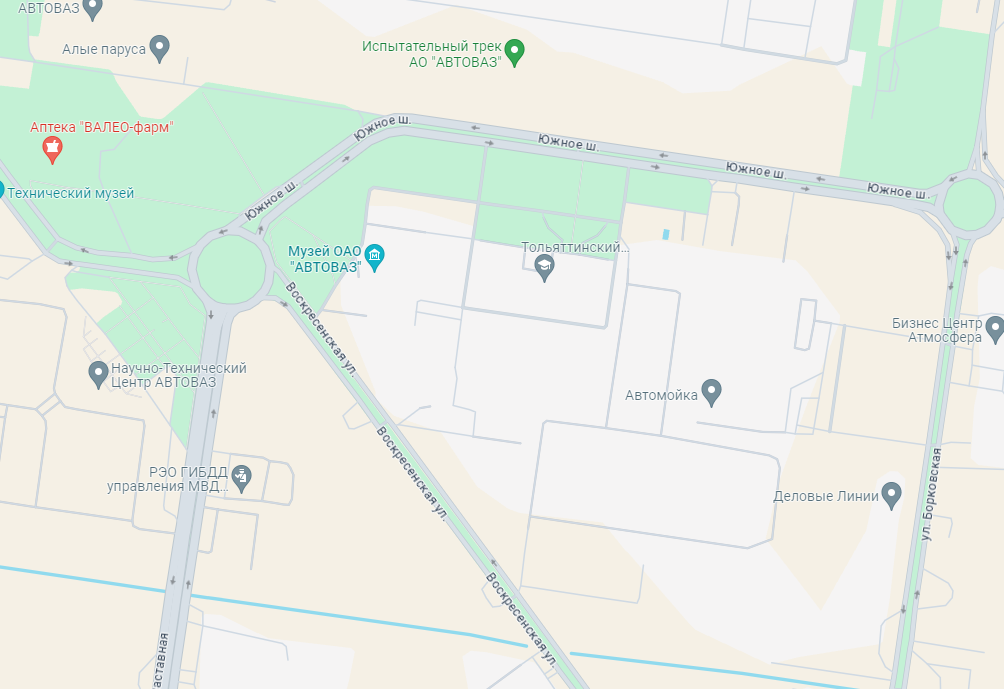 АВТОВАЗ
Алые паруса
Испытательный трек
АО "АВТОВАЗ"
Южное ш.
Аптека "ВАЛЕО-фарм"
Южное ш.
Южное ш.
Южное ш.
Южное ш.
Технический музей
Музей ОАО
"АВТОВАЗ"
Тольяттинский...
Воскресенская ул.
Бизнес Центр
Атмосфера
Научно-Технический
Центр АВТОВАЗ
Автомойка
Воскресенская ул.
РЭО ГИБДД
управления МВД...
Деловые Линии
ул. Борковская
Воскресенская ул.
аставная